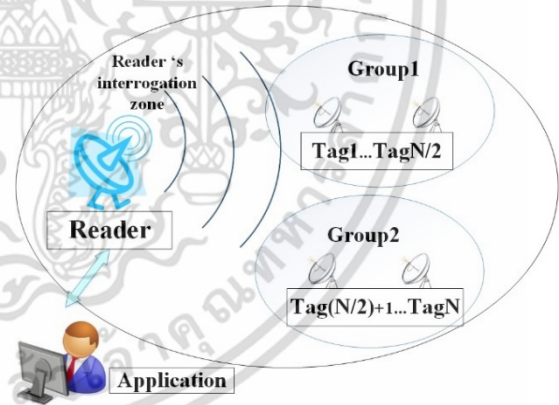 Reader 's
interrogation
zone
Reader
Application
Group1
Tag1...TagN/2
Group2
Tag(N/2)+1...TagN